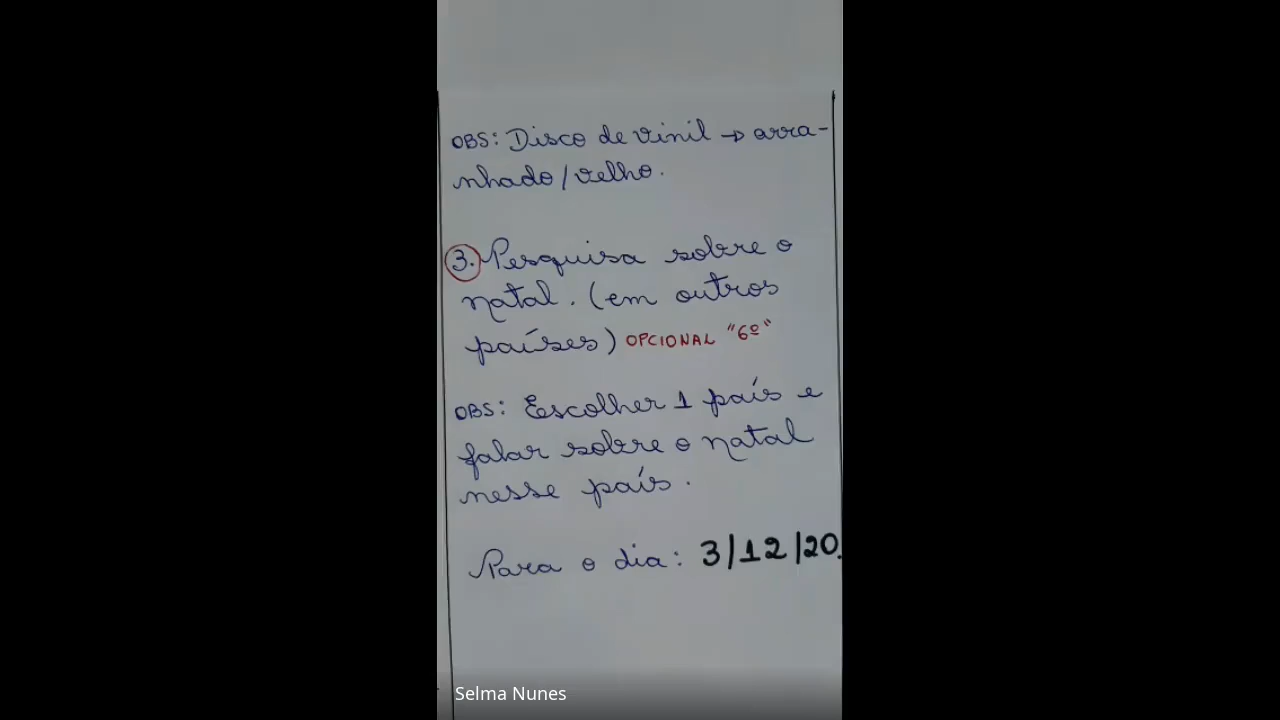 OBS: Disco de vinil → arra-
nhado/velho.
3. Pesquisa sobre o
natal. (em outros
países) OPCIONAL "6º"
OBS: Escolher 1 país e
falar sobre o natal
nesse país.
Para o dia: 3/12/20.
Selma Nunes